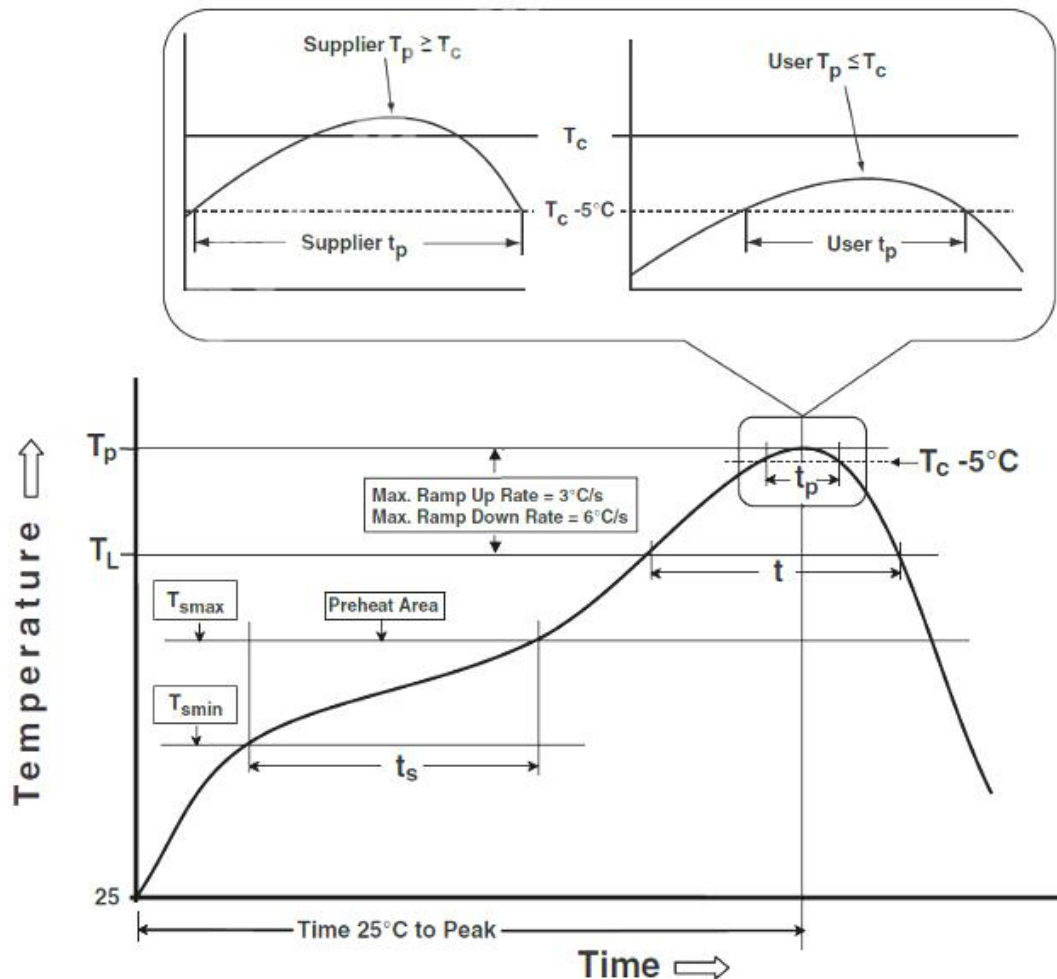 Supplier Tp ≥ Tc
User Tp ≤ Tc
Tc
Tc -5°C
Supplier tp
User tp
Tp
Tc -5°C
tp
Max. Ramp Up Rate = 3°C/s
Max. Ramp Down Rate = 6°C/s
TL
t
Tsmax
Preheat Area
Tsmin
ts
Temperature
25
Time 25°C to Peak
Time